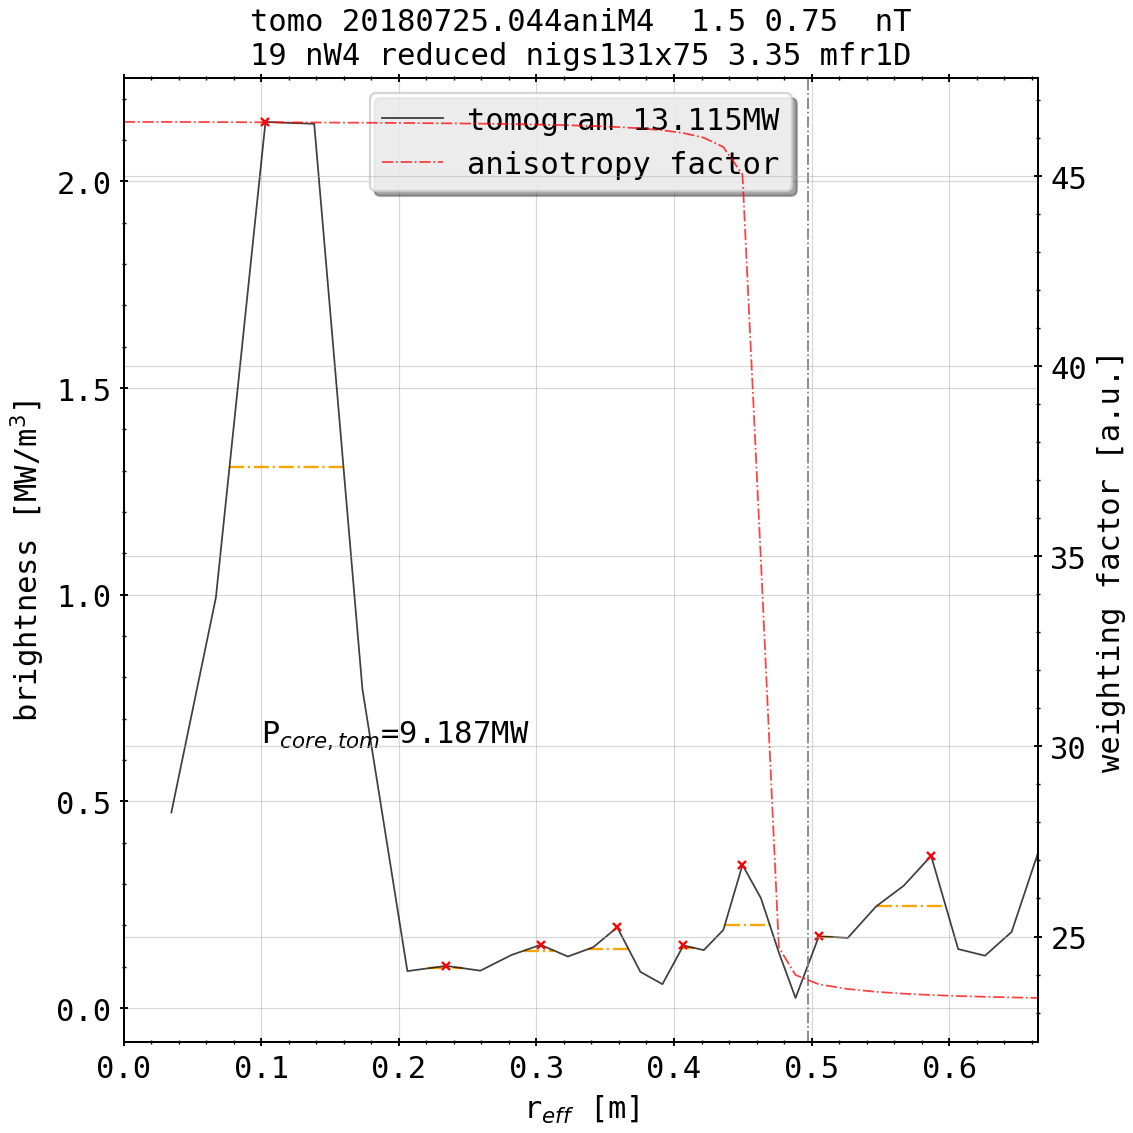 tomo 20180725.044aniM4  1.5 0.75  nT
19 nW4 reduced nigs131x75 3.35 mfr1D
tomogram 13.115MW
anisotropy factor
2.0
1.5
1.0
0.5
0.0
brightness [MW/m³]
45
40
35
30
25
weighting factor [a.u.]
P_core,tom=9.187MW
0.0 0.1 0.2 0.3 0.4 0.5 0.6
r_eff [m]